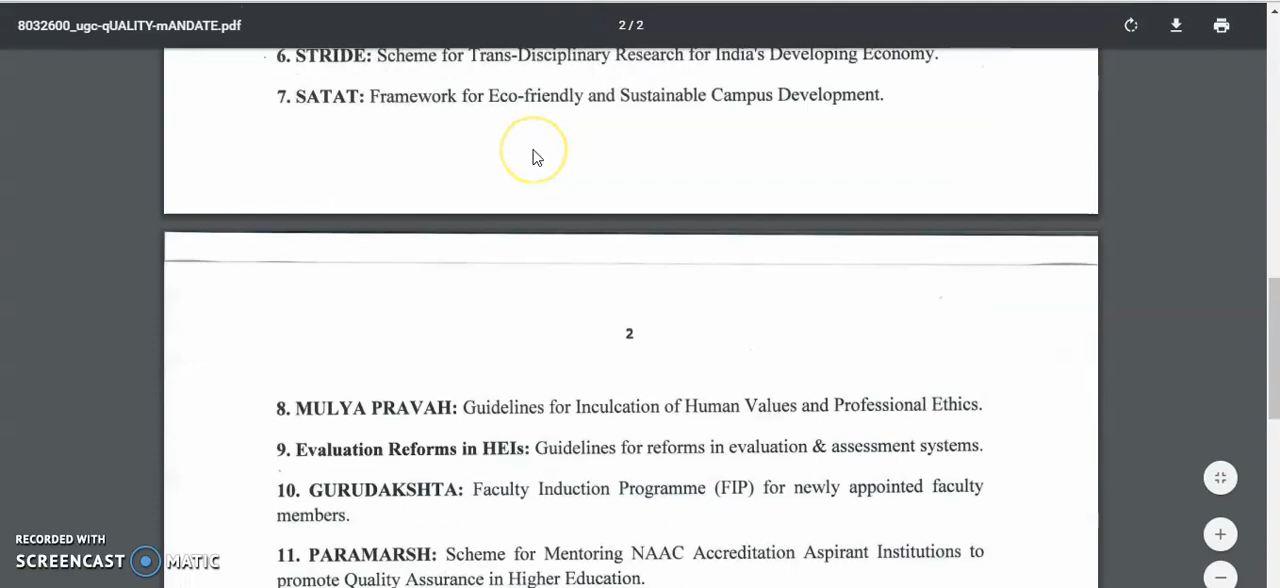 8032600_ugc-qUALITY-mANDATE.pdf
2 / 2
6. STRIDE: Scheme for Trans-Disciplinary Research for India's Developing Economy.
7. SATAT: Framework for Eco-friendly and Sustainable Campus Development.
2
8. MULYA PRAVAH: Guidelines for Inculcation of Human Values and Professional Ethics.
9. Evaluation Reforms in HEIs: Guidelines for reforms in evaluation & assessment systems.
10. GURUDAKSHTA: Faculty Induction Programme (FIP) for newly appointed faculty
members.
11. PARAMARSH: Scheme for Mentoring NAAC Accreditation Aspirant Institutions to
promote Quality Assurance in Higher Education.
RECORDED WITH
SCREENCAST MATIC